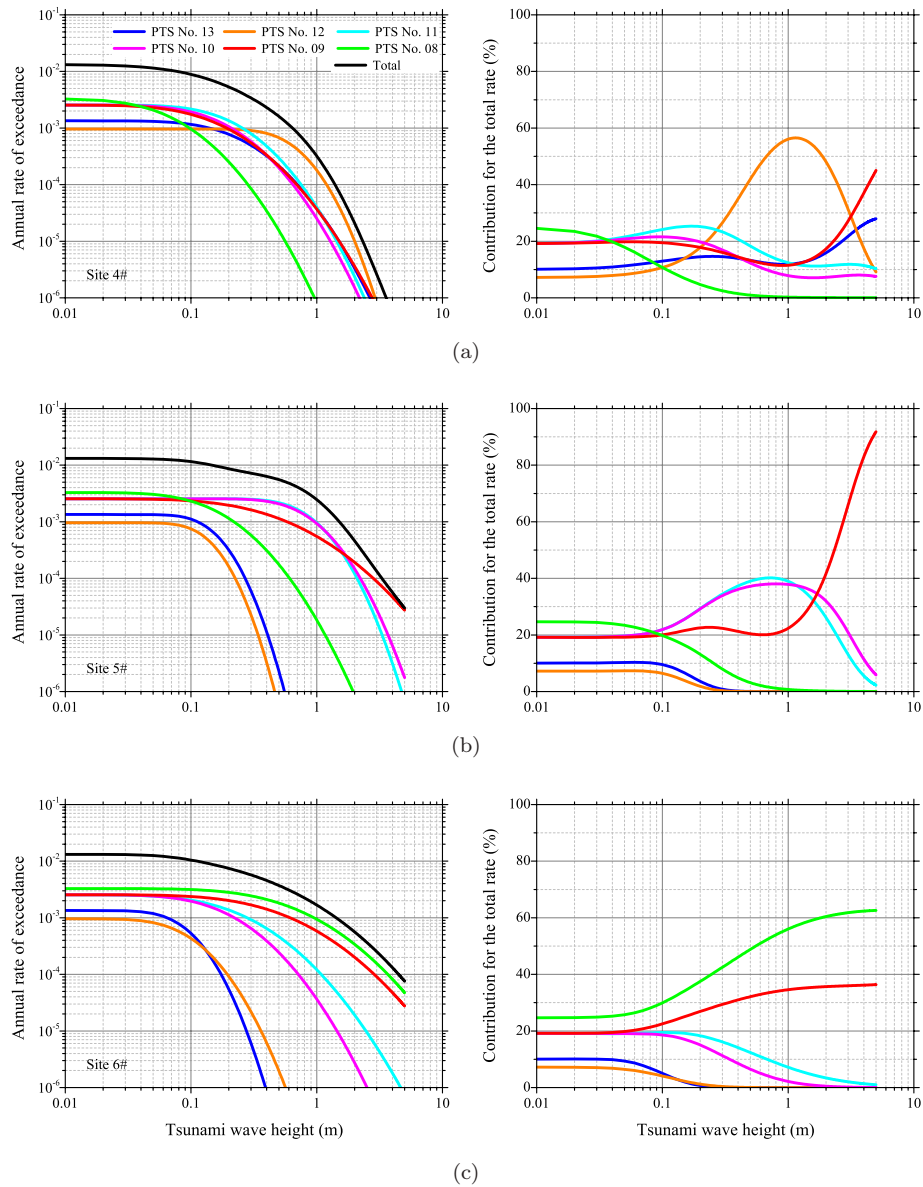 10^-1
10^-2
10^-3
10^-4
10^-5
10^-6
Annual rate of exceedance
PTS No. 13 PTS No. 12 PTS No. 11
PTS No. 10 PTS No. 09 PTS No. 08
Total
Site 4#
0.01 0.1 1 10
100
80
60
40
20
0
Contribution for the total rate (%)
0.01 0.1 1 10
(a)
10^-1
10^-2
10^-3
10^-4
10^-5
10^-6
Annual rate of exceedance
Site 5#
0.01 0.1 1 10
100
80
60
40
20
0
Contribution for the total rate (%)
0.01 0.1 1 10
(b)
10^-1
10^-2
10^-3
10^-4
10^-5
10^-6
Annual rate of exceedance
Site 6#
0.01 0.1 1 10
Tsunami wave height (m)
100
80
60
40
20
0
Contribution for the total rate (%)
0.01 0.1 1 10
Tsunami wave height (m)
(c)